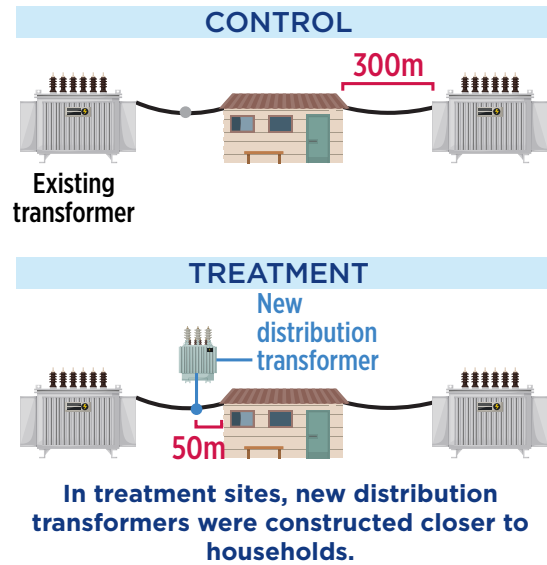 CONTROL
300m
Existing
transformer
TREATMENT
New
distribution
transformer
50m
In treatment sites, new distribution
transformers were constructed closer to
households.